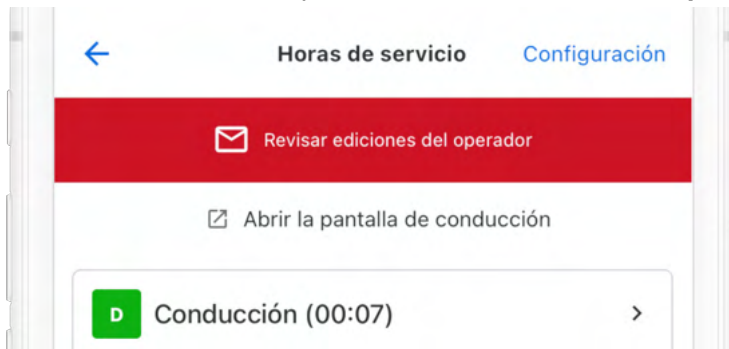 Horas de servicio
Configuración
Revisar ediciones del operador
Abrir la pantalla de conducción
D
Conducción (00:07)